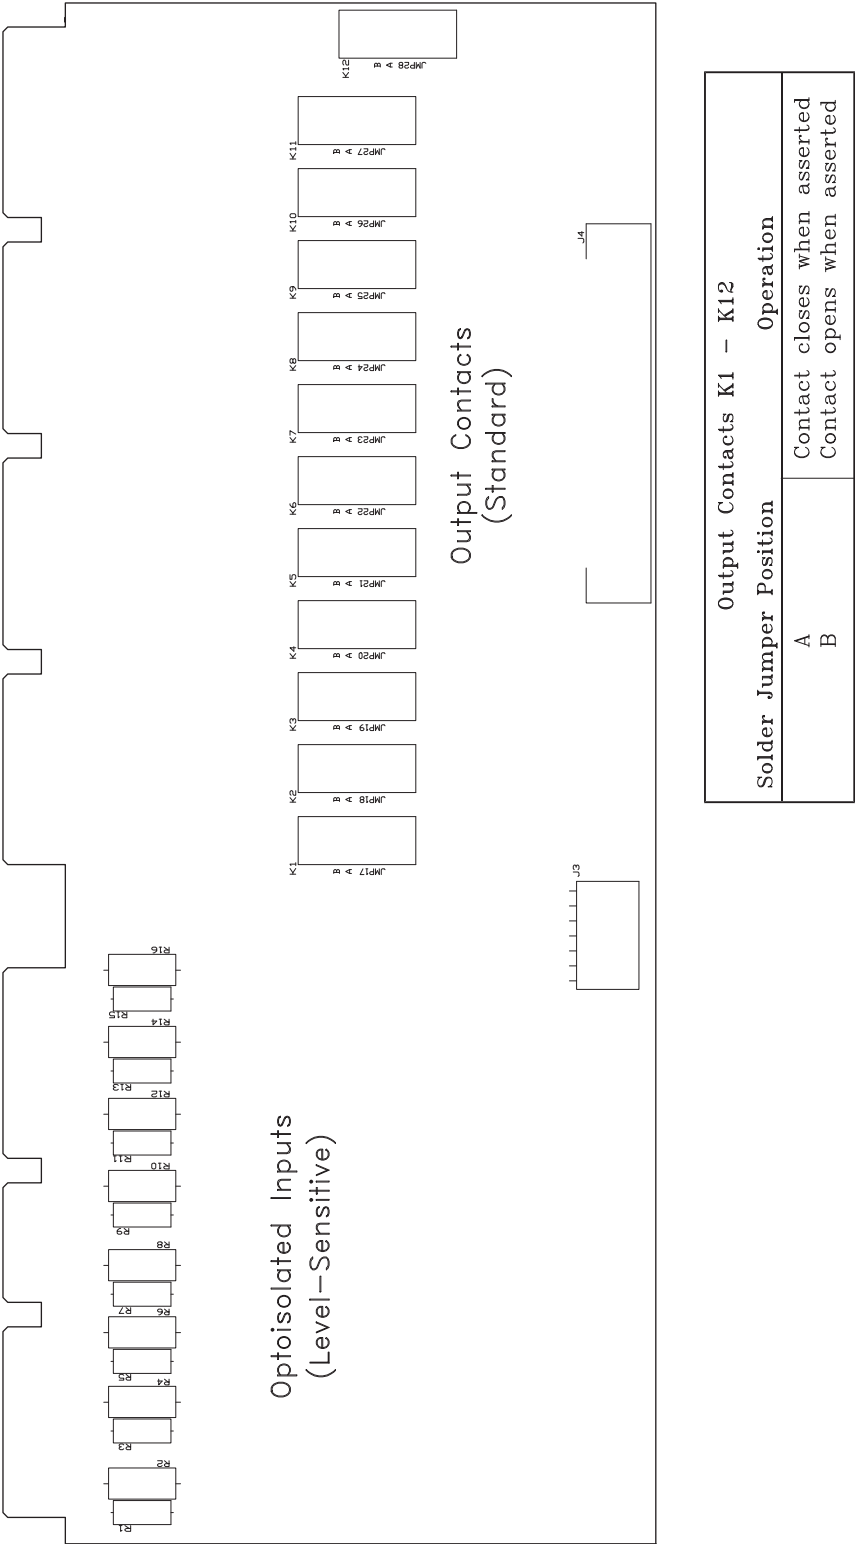 K12
B A JMP28
K11
B A JMP27
K10
B A JMP26
K9
B A JMP25
K8
B A JMP24
K7
B A JMP23
K6
B A JMP22
K5
B A JMP21
K4
B A JMP20
K3
B A JMP19
K2
B A JMP18
K1
B A JMP17
J4
J3
Output Contacts
(Standard)
R16
R15
R14
R13
R12
R11
R10
R9
R8
R7
R6
R5
R4
R3
R2
R1
Optoisolated Inputs
(Level–Sensitive)
Output Contacts K1 – K12
Solder Jumper Position Operation
A Contact closes when asserted
B Contact opens when asserted